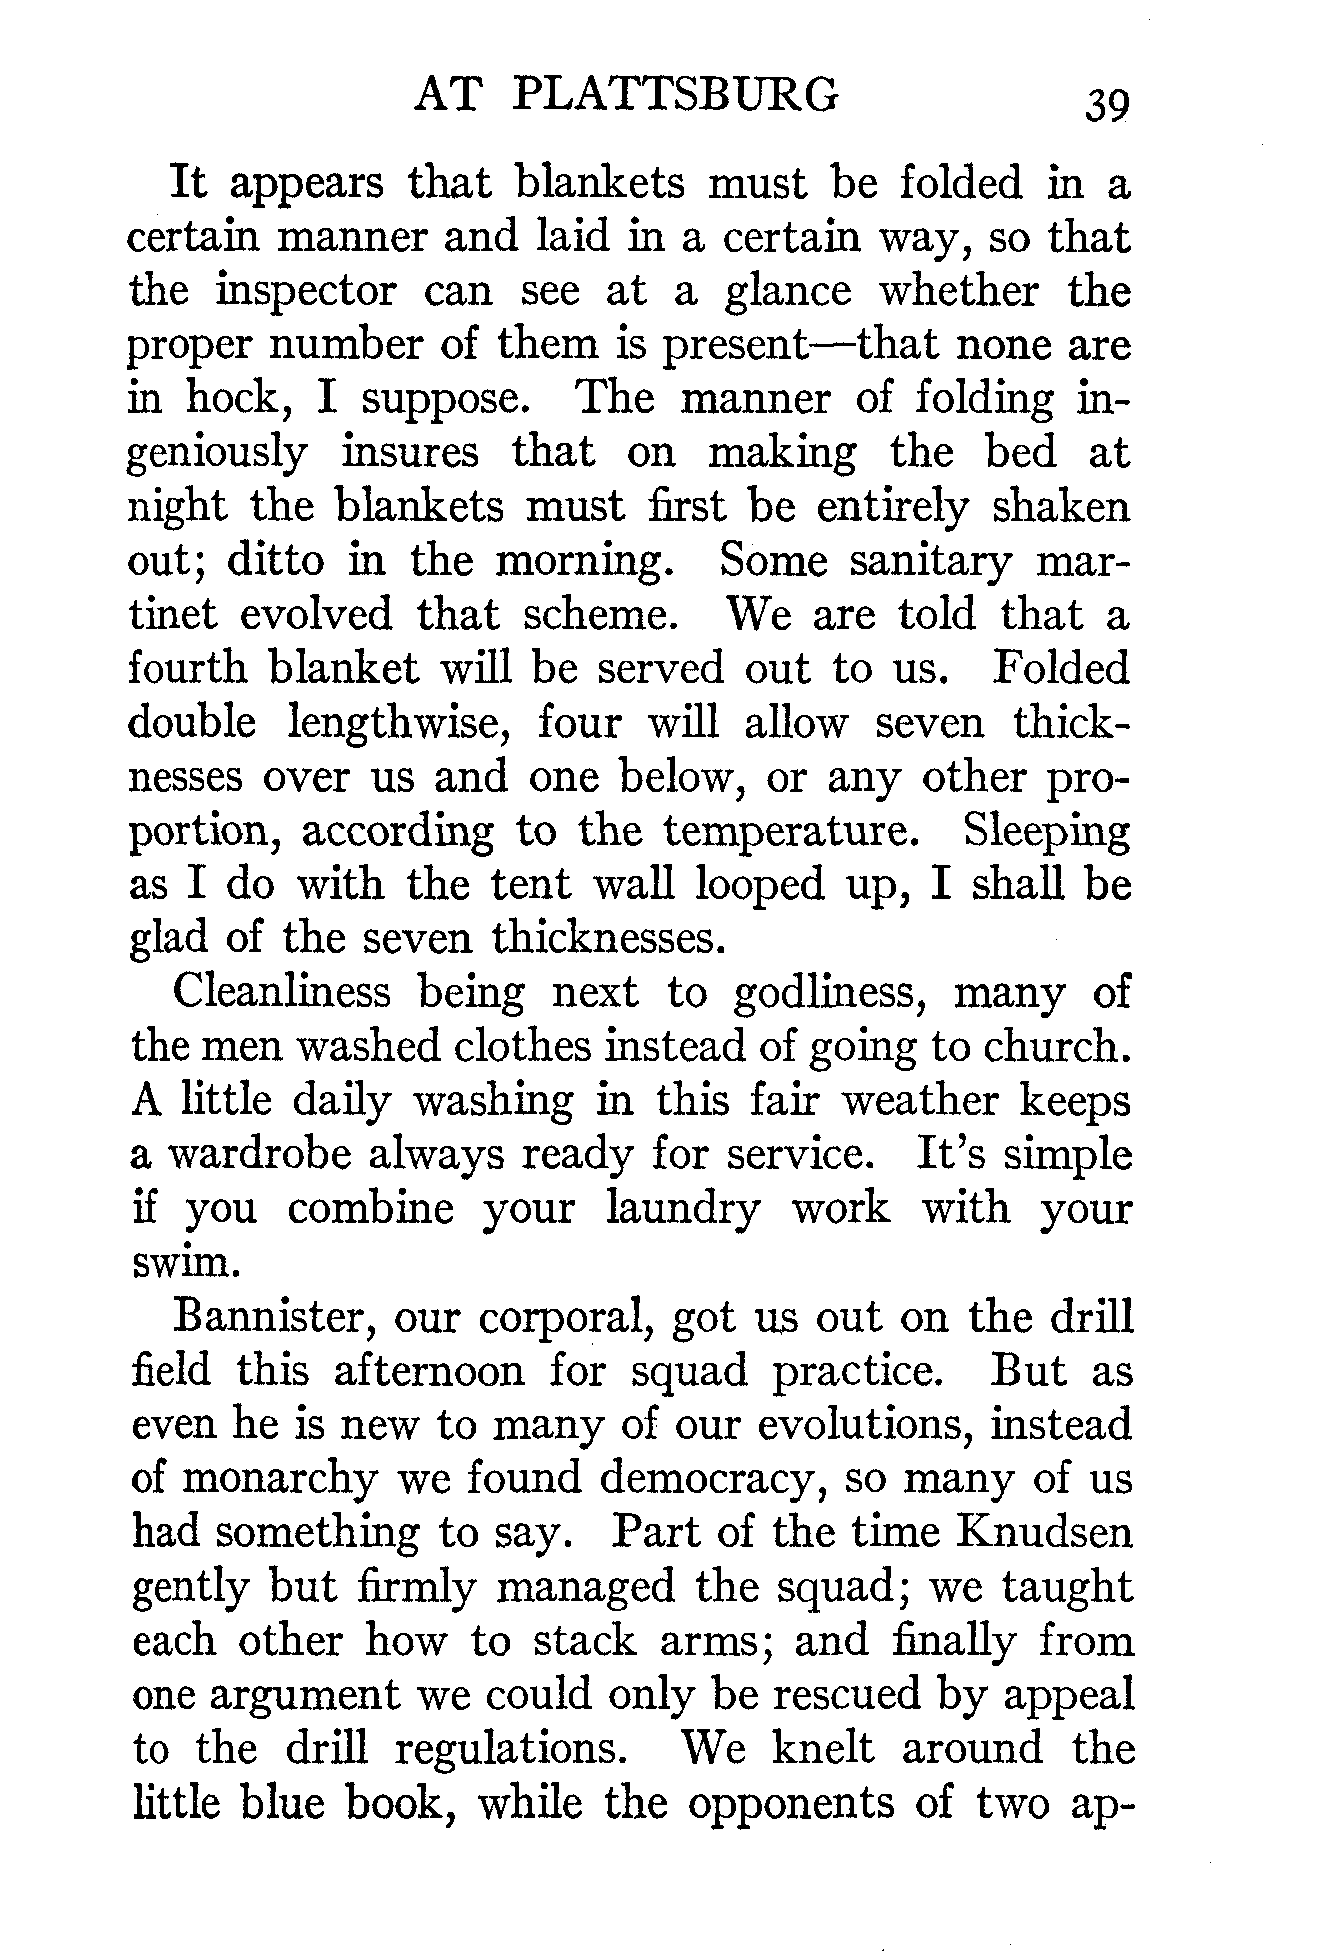 AT PLATTSBURG 39
It appears that blankets must be folded in a
certain manner and laid in a certain way, so that
the inspector can see at a glance whether the
proper number of them is present—that none are
in hock, I suppose. The manner of folding in-
geniously insures that on making the bed at
night the blankets must first be entirely shaken
out; ditto in the morning. Some sanitary mar-
tinet evolved that scheme. We are told that a
fourth blanket will be served out to us. Folded
double lengthwise, four will allow seven thick-
nesses over us and one below, or any other pro-
portion, according to the temperature. Sleeping
as I do with the tent wall looped up, I shall be
glad of the seven thicknesses.
Cleanliness being next to godliness, many of
the men washed clothes instead of going to church.
A little daily washing in this fair weather keeps
a wardrobe always ready for service. It's simple
if you combine your laundry work with your
swim.
Bannister, our corporal, got us out on the drill
field this afternoon for squad practice. But as
even he is new to many of our evolutions, instead
of monarchy we found democracy, so many of us
had something to say. Part of the time Knudsen
gently but firmly managed the squad; we taught
each other how to stack arms; and finally from
one argument we could only be rescued by appeal
to the drill regulations. We knelt around the
little blue book, while the opponents of two ap-